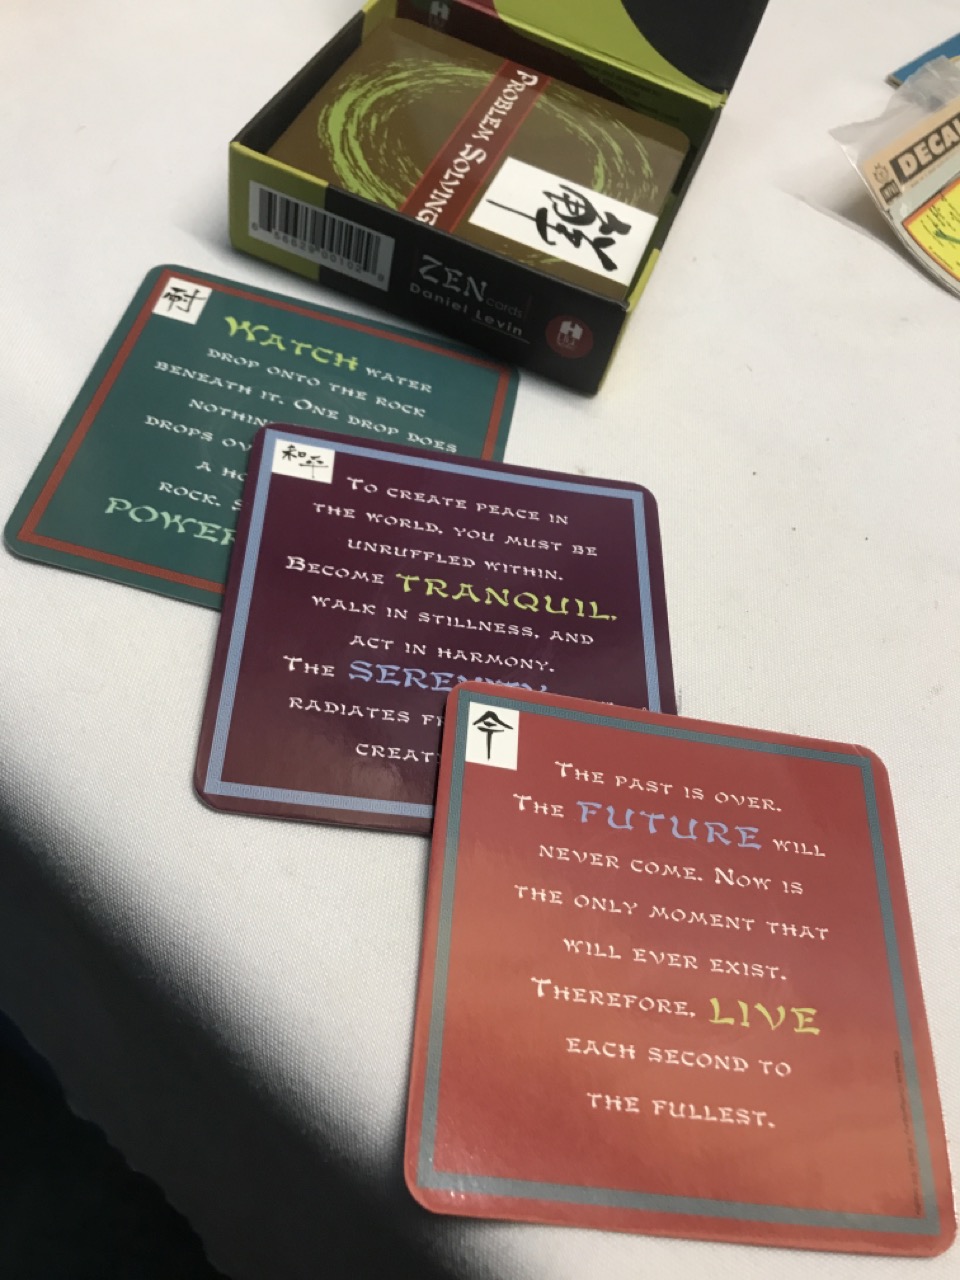 PROBLEM SOLVING
解
ZEN cards
Daniel Levin
DECA
WATCH WATER
DROP ONTO THE ROCK
BENEATH IT. ONE DROP DOES
NOTHIN
DROPS OV
A HO
ROCK. S
POWER
和平
TO CREATE PEACE IN
THE WORLD, YOU MUST BE
UNRUFFLED WITHIN.
BECOME TRANQUIL,
WALK IN STILLNESS, AND
ACT IN HARMONY.
THE SERENITY
RADIATES FR
CREAT
今
THE PAST IS OVER.
THE FUTURE WILL
NEVER COME. NOW IS
THE ONLY MOMENT THAT
WILL EVER EXIST.
THEREFORE, LIVE
EACH SECOND TO
THE FULLEST.